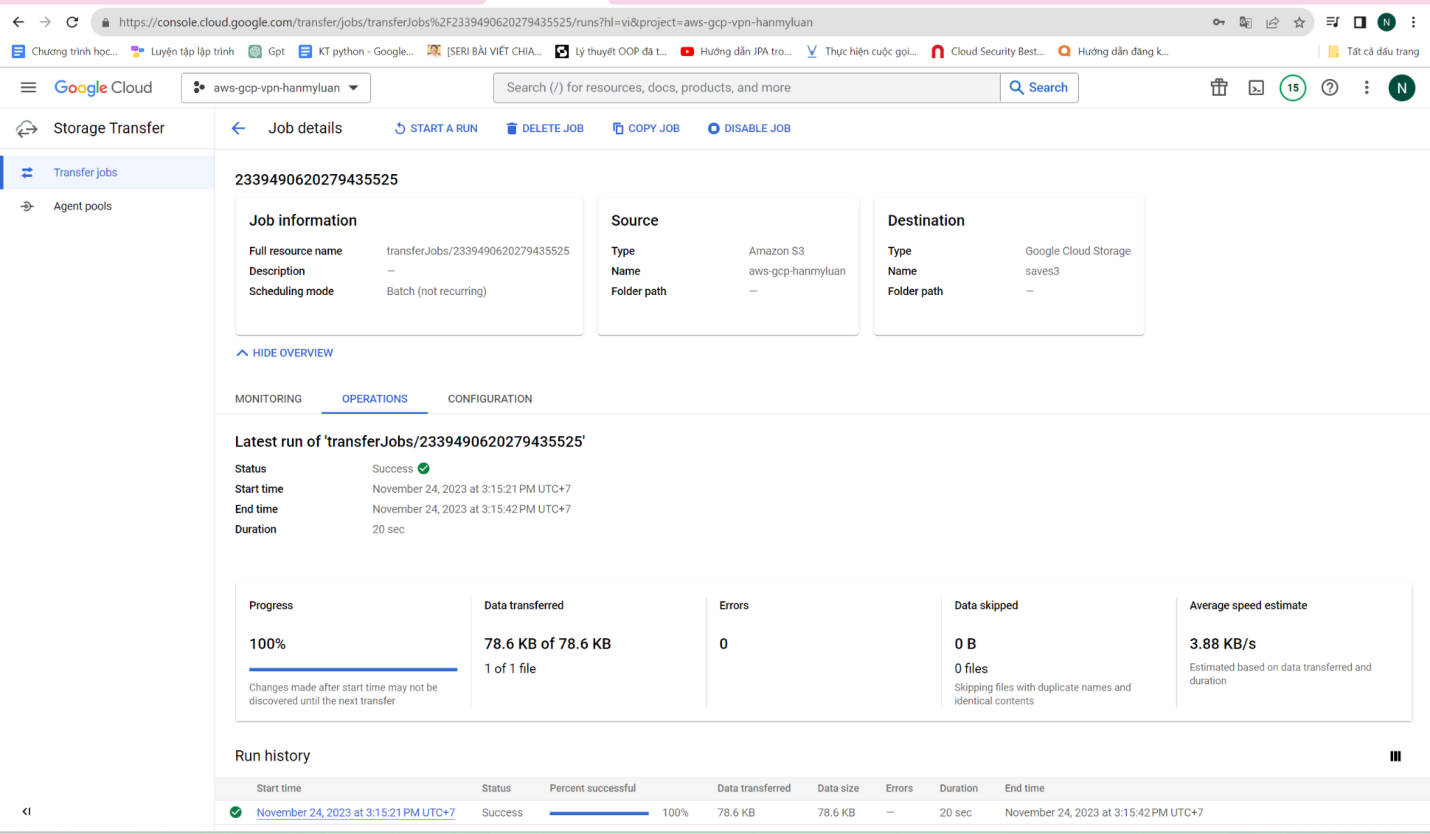 https://console.cloud.google.com/transfer/jobs/transferJobs%2F2339490620279435525/runs?hl=vi&project=aws-gcp-vpn-hanmyluan
N
Chương trình học... Luyện tập lập trình Gpt KT python - Google... [SERI BÀI VIẾT CHIA... Lý thuyết OOP đã t... Hướng dẫn JPA tro... Thực hiện cuộc gọi... Cloud Security Best... Hướng dẫn đăng k... Tất cả dấu trang
Google Cloud aws-gcp-vpn-hanmyluan Search (/) for resources, docs, products, and more Search 15 N
Storage Transfer Job details START A RUN DELETE JOB COPY JOB DISABLE JOB
Transfer jobs
Agent pools
2339490620279435525
Job information
Full resource name transferJobs/2339490620279435525
Description —
Scheduling mode Batch (not recurring)
Source
Type Amazon S3
Name aws-gcp-hanmyluan
Folder path —
Destination
Type Google Cloud Storage
Name saves3
Folder path —
HIDE OVERVIEW
MONITORING OPERATIONS CONFIGURATION
Latest run of 'transferJobs/2339490620279435525'
Status Success
Start time November 24, 2023 at 3:15:21 PM UTC+7
End time November 24, 2023 at 3:15:42 PM UTC+7
Duration 20 sec
Progress
100%
Changes made after start time may not be
discovered until the next transfer
Data transferred
78.6 KB of 78.6 KB
1 of 1 file
Errors
0
Data skipped
0 B
0 files
Skipping files with duplicate names and
identical contents
Average speed estimate
3.88 KB/s
Estimated based on data transferred and
duration
Run history
Start time Status Percent successful Data transferred Data size Errors Duration End time
November 24, 2023 at 3:15:21 PM UTC+7 Success 100% 78.6 KB 78.6 KB — 20 sec November 24, 2023 at 3:15:42 PM UTC+7